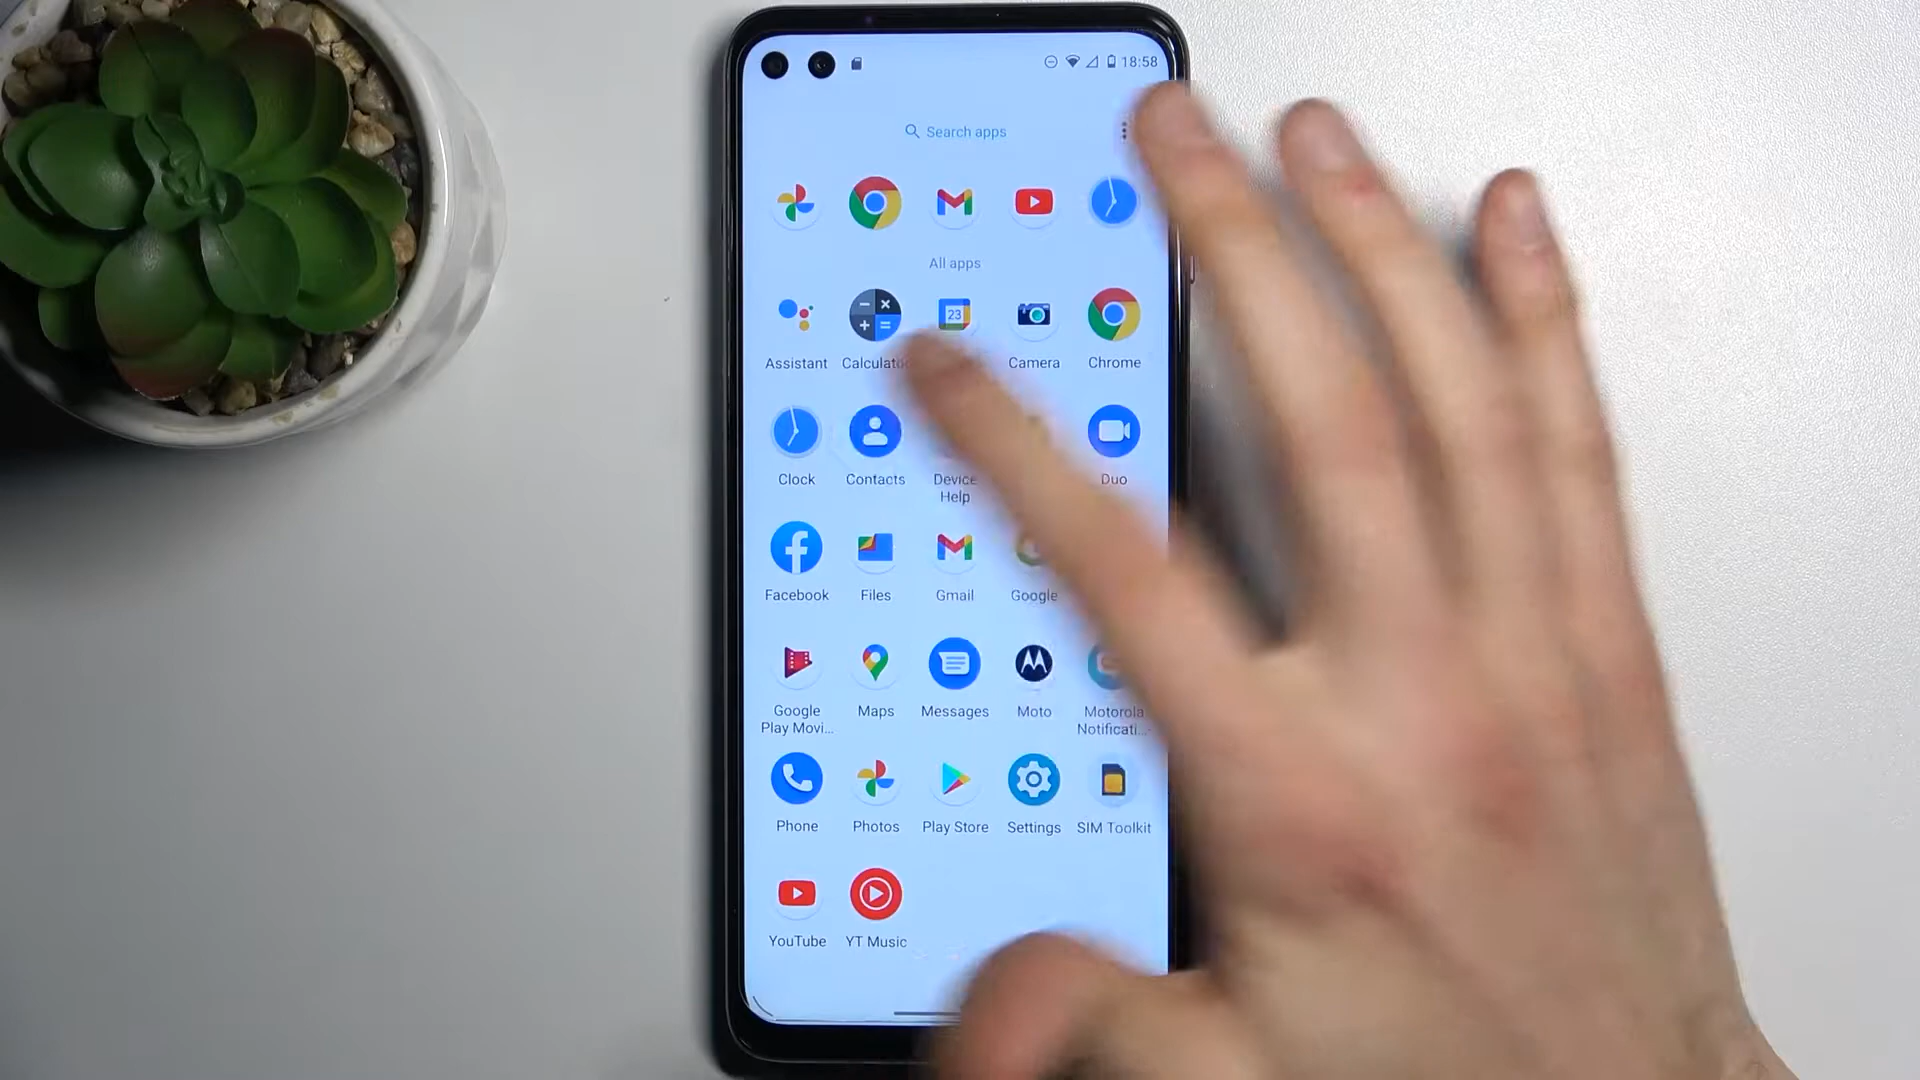 18:58
Search apps
All apps
23
Assistant
Camera
Chrome
Clock
Contacts
Device
Help
Duo
Facebook
Files
Gmail
Google
Google
Play Movi...
Maps
Messages
Moto
Motorola
Notificati...
Phone
Photos
Play Store
Settings
SIM Toolkit
YouTube
YT Music